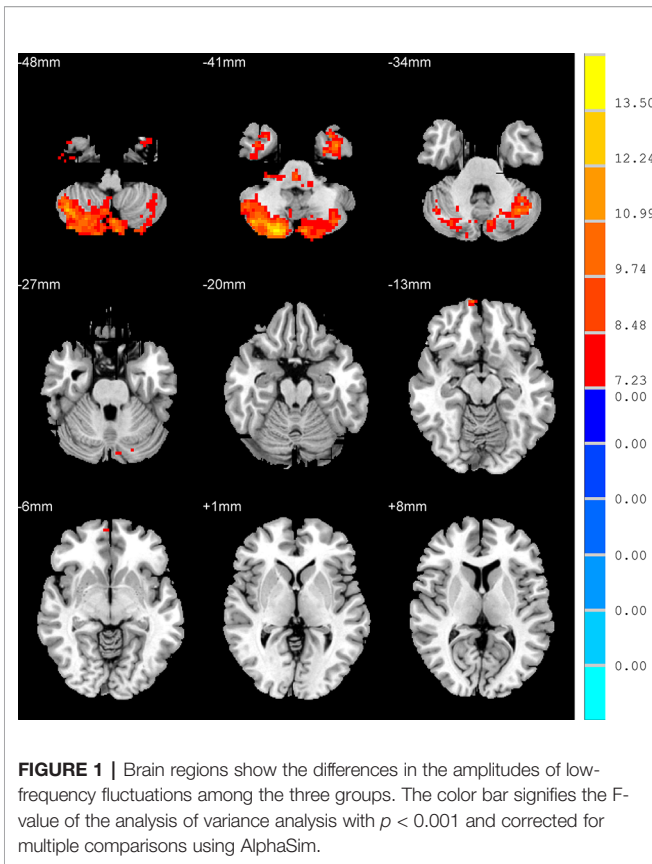 -48mm -41mm -34mm
13.50
12.24
10.99
9.74
8.48
7.23
-27mm -20mm -13mm
0.00
0.00
0.00
0.00
0.00
0.00
-6mm +1mm +8mm
FIGURE 1 | Brain regions show the differences in the amplitudes of low-
frequency fluctuations among the three groups. The color bar signifies the F-
value of the analysis of variance analysis with p < 0.001 and corrected for
multiple comparisons using AlphaSim.